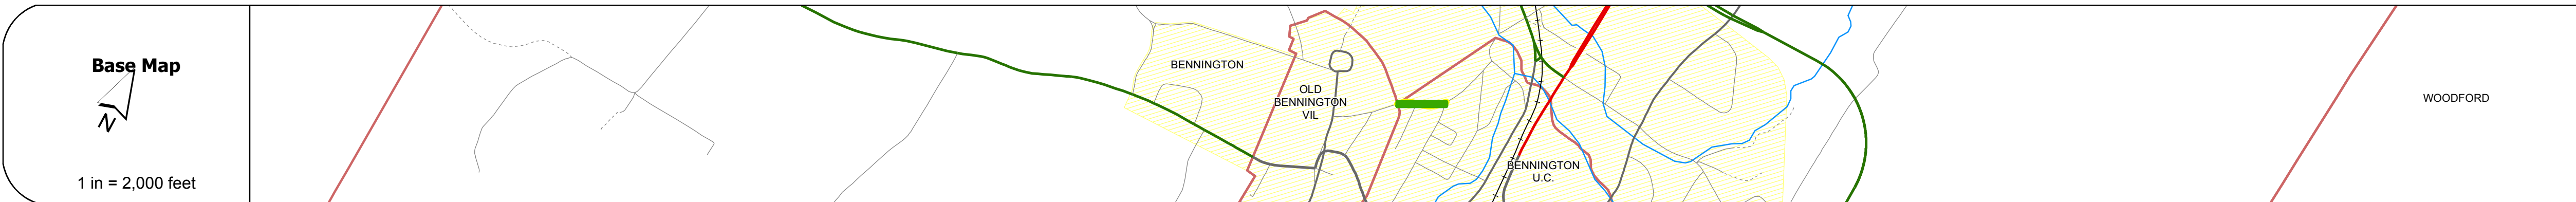 Base Map
N
1 in = 2,000 feet
BENNINGTON
OLD
BENNINGTON
VIL
BENNINGTON
U.C.
WOODFORD